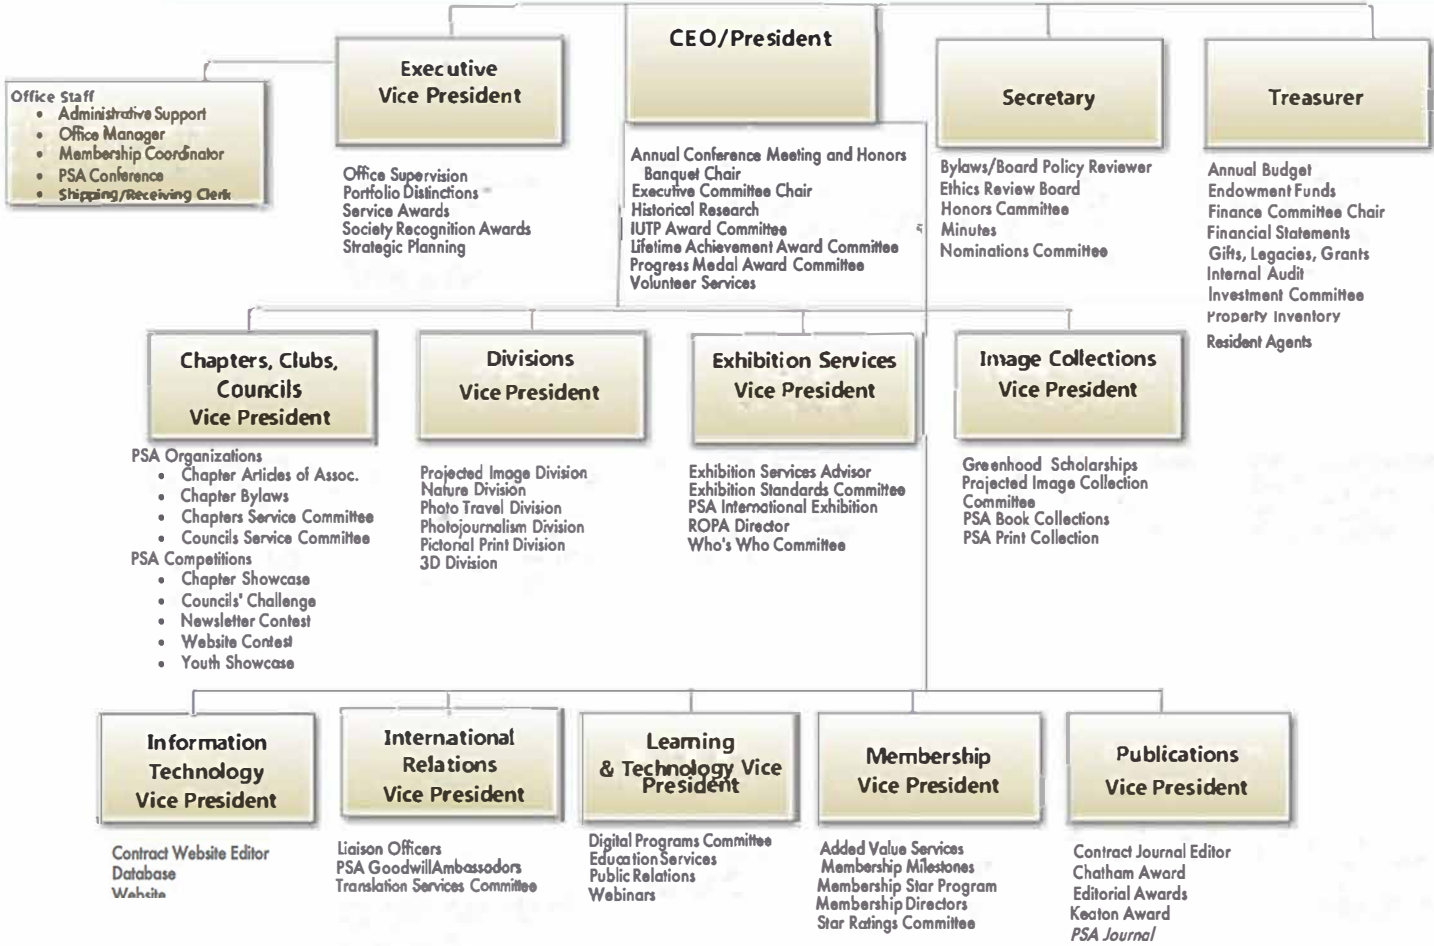 CEO/President
Executive
Vice President
Secretary
Treasurer
Office Staff
• Administrative Support
• Office Manager
• Membership Coordinator
• PSA Conference
• Shipping/Receiving Clerk
Office Supervision
Portfolio Distinctions
Service Awards
Society Recognition Awards
Strategic Planning
Annual Conference Meeting and Honors
Banquet Chair
Executive Committee Chair
Historical Research
IUTP Award Committee
Lifetime Achievement Award Committee
Progress Medal Award Committee
Volunteer Services
Bylaws/Board Policy Reviewer
Ethics Review Board
Honors Cammittee
Minutes
Nominations Committee
Annual Budget
Endowment Funds
Finance Committee Chair
Financial Statements
Gifts, Legacies, Grants
Internal Audit
Investment Committee
Property Inventory
Resident Agents
Chapters, Clubs,
Councils
Vice President
Divisions
Vice President
Exhibition Services
Vice President
Image Collections
Vice President
PSA Organizations
• Chapter Articles of Assoc.
• Chapter Bylaws
• Chapters Service Committee
• Councils Service Committee
PSA Competitions
• Chapter Showcase
• Councils' Challenge
• Newsletter Contest
• Website Contest
• Youth Showcase
Projected Image Division
Nature Division
Photo Travel Division
Photojournalism Division
Pictorial Print Division
3D Division
Exhibition Services Advisor
Exhibition Standards Committee
PSA International Exhibition
ROPA Director
Who's Who Committee
Greenhood Scholarships
Projected Image Collection
Committee
PSA Book Collections
PSA Print Collection
Information
Technology
Vice President
International
Relations
Vice President
Learning
& Technology Vice
President
Membership
Vice President
Publications
Vice President
Contract Website Editor
Database
Website
Liaison Officers
PSA GoodwillAmbassadors
Translation Services Committee
Digital Programs Committee
Education Services
Public Relations
Webinars
Added Value Services
Membership Milestones
Membership Star Program
Membership Directors
Star Ratings Committee
Contract Journal Editor
Chatham Award
Editorial Awards
Keaton Award
PSA Journal